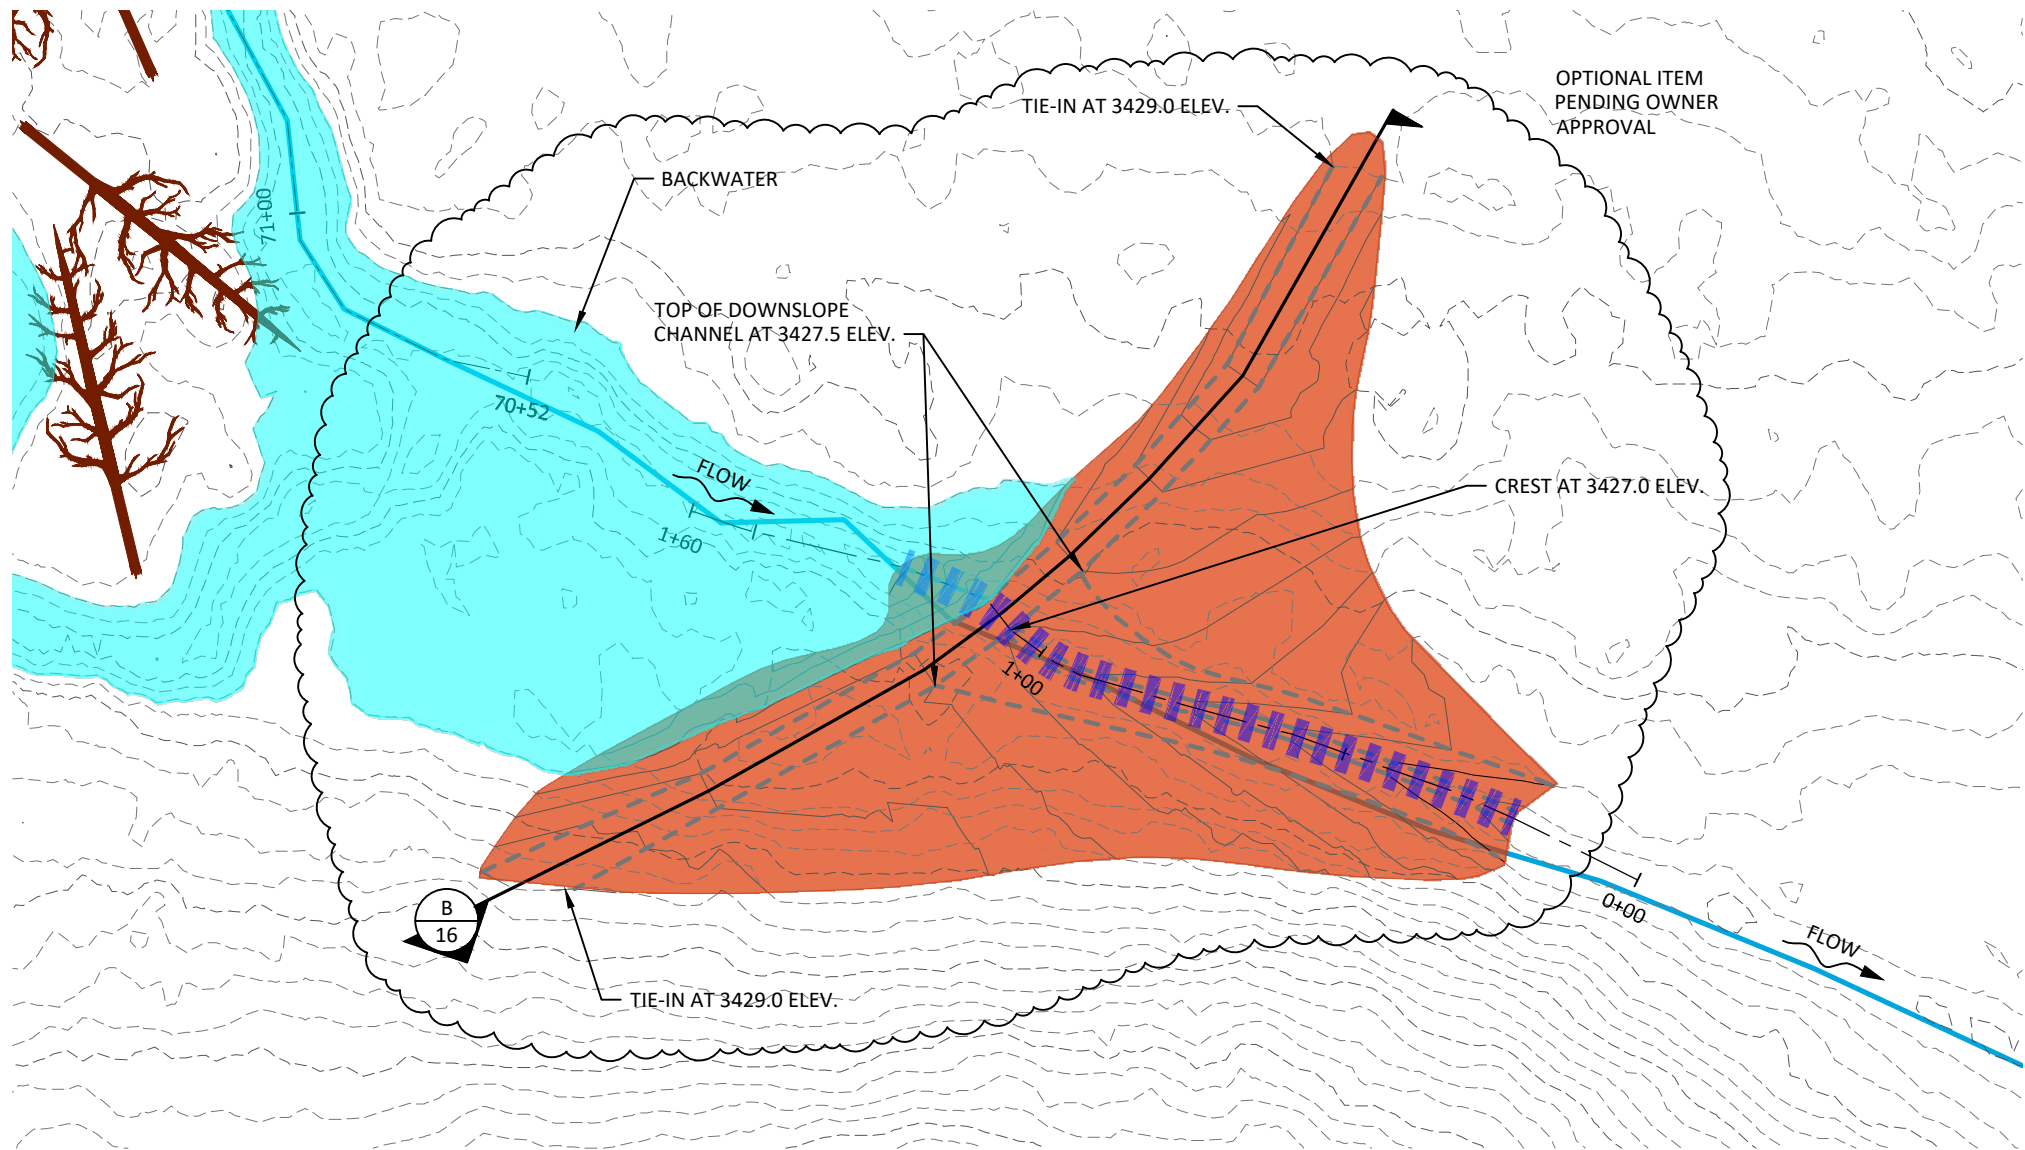 OPTIONAL ITEM
PENDING OWNER
APPROVAL
TIE-IN AT 3429.0 ELEV.
BACKWATER
71+00
TOP OF DOWNSLOPE
CHANNEL AT 3427.5 ELEV.
70+52
FLOW
CREST AT 3427.0 ELEV.
1+60
1+00
B
16
0+00
FLOW
TIE-IN AT 3429.0 ELEV.